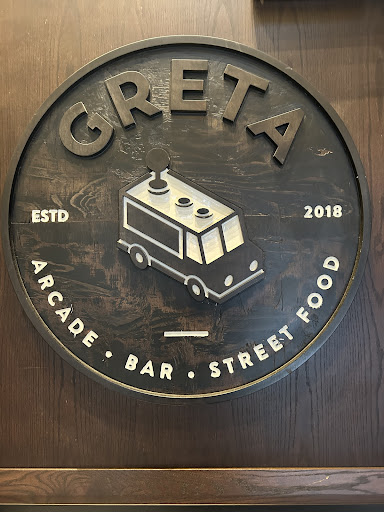 GRETA
ESTD 2018
ARCADE • BAR • STREET FOOD